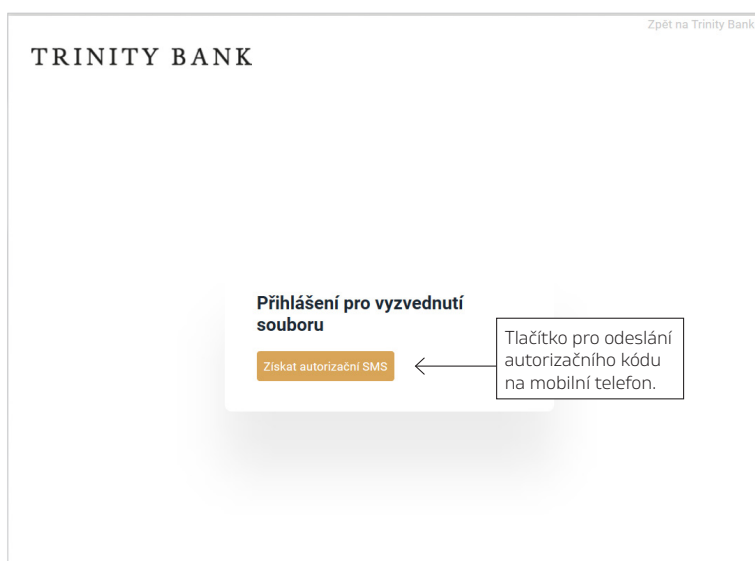 Zpět na Trinity Bank
TRINITY BANK
Přihlášení pro vyzvednutí
souboru
Získat autorizační SMS
Tlačítko pro odeslání
autorizačního kódu
na mobilní telefon.